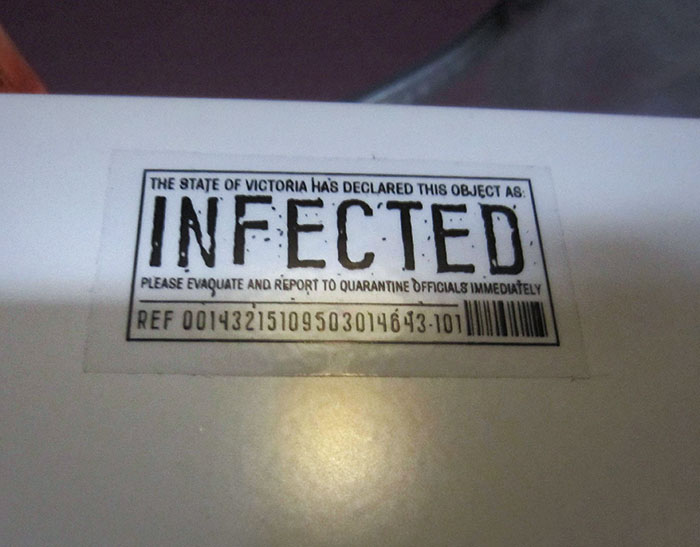 THE STATE OF VICTORIA HAS DECLARED THIS OBJECT AS:
INFECTED
PLEASE EVAQUATE AND REPORT TO QUARANTINE OFFICIALS IMMEDIATELY
REF 00143215109503014643-101